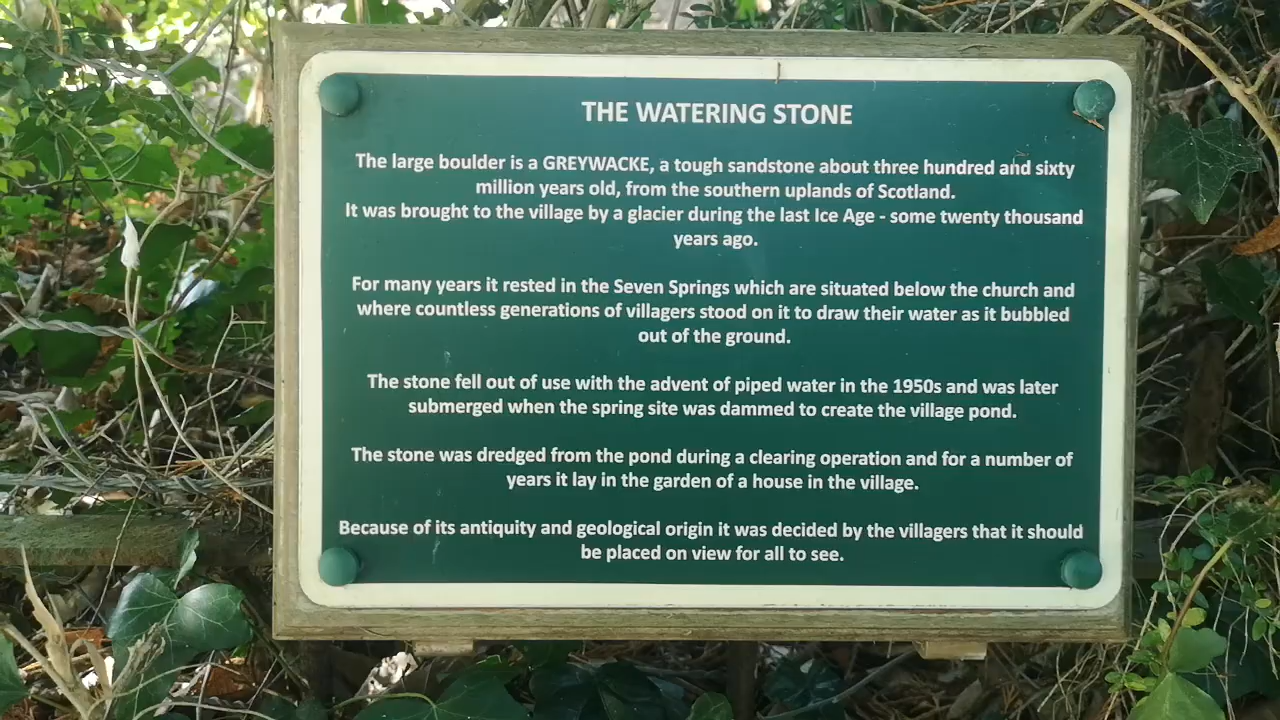 THE WATERING STONE
The large boulder is a GREYWACKE, a tough sandstone about three hundred and sixty
million years old, from the southern uplands of Scotland.
It was brought to the village by a glacier during the last Ice Age - some twenty thousand
years ago.
For many years it rested in the Seven Springs which are situated below the church and
where countless generations of villagers stood on it to draw their water as it bubbled
out of the ground.
The stone fell out of use with the advent of piped water in the 1950s and was later
submerged when the spring site was dammed to create the village pond.
The stone was dredged from the pond during a clearing operation and for a number of
years it lay in the garden of a house in the village.
Because of its antiquity and geological origin it was decided by the villagers that it should
be placed on view for all to see.